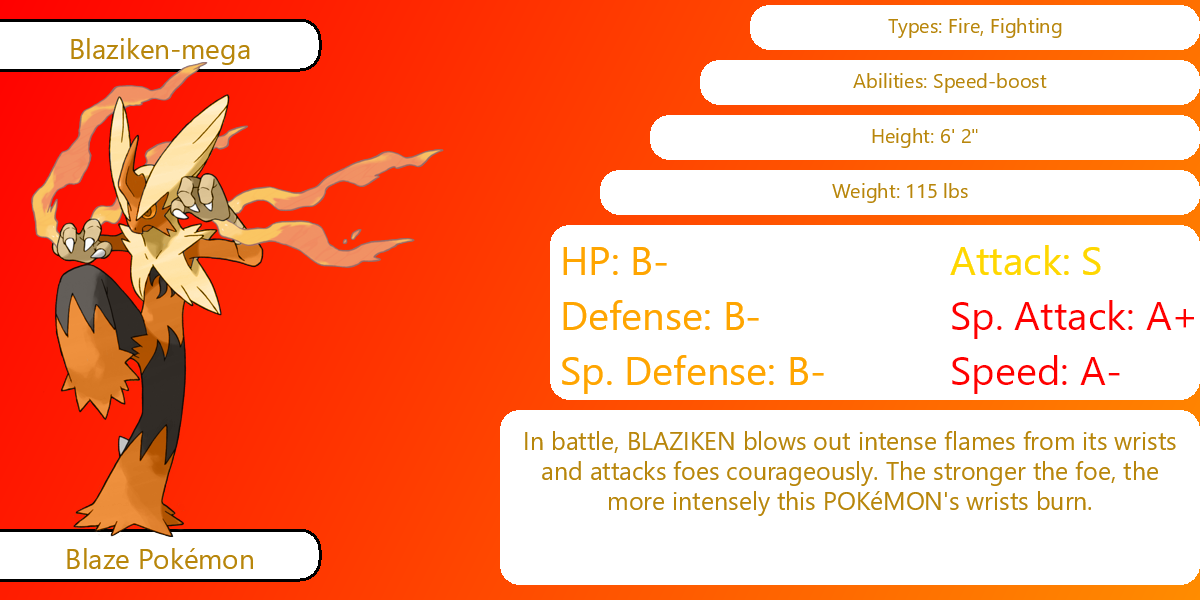 Blaziken-mega
Types: Fire, Fighting
Abilities: Speed-boost
Height: 6' 2"
Weight: 115 lbs
HP: B- Attack: S
Defense: B- Sp. Attack: A+
Sp. Defense: B- Speed: A-
In battle, BLAZIKEN blows out intense flames from its wrists
and attacks foes courageously. The stronger the foe, the
more intensely this POKéMON's wrists burn.
Blaze Pokémon